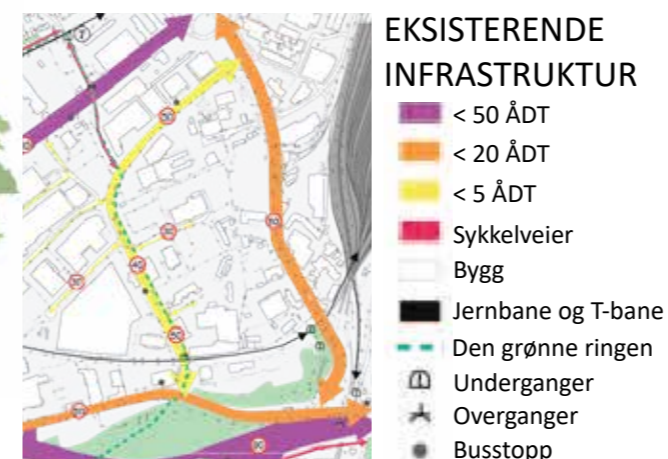 EKSISTERENDE
INFRASTRUKTUR
< 50 ÅDT
< 20 ÅDT
< 5 ÅDT
Sykkelveier
Bygg
Jernbane og T-bane
Den grønne ringen
Underganger
Overganger
Busstopp